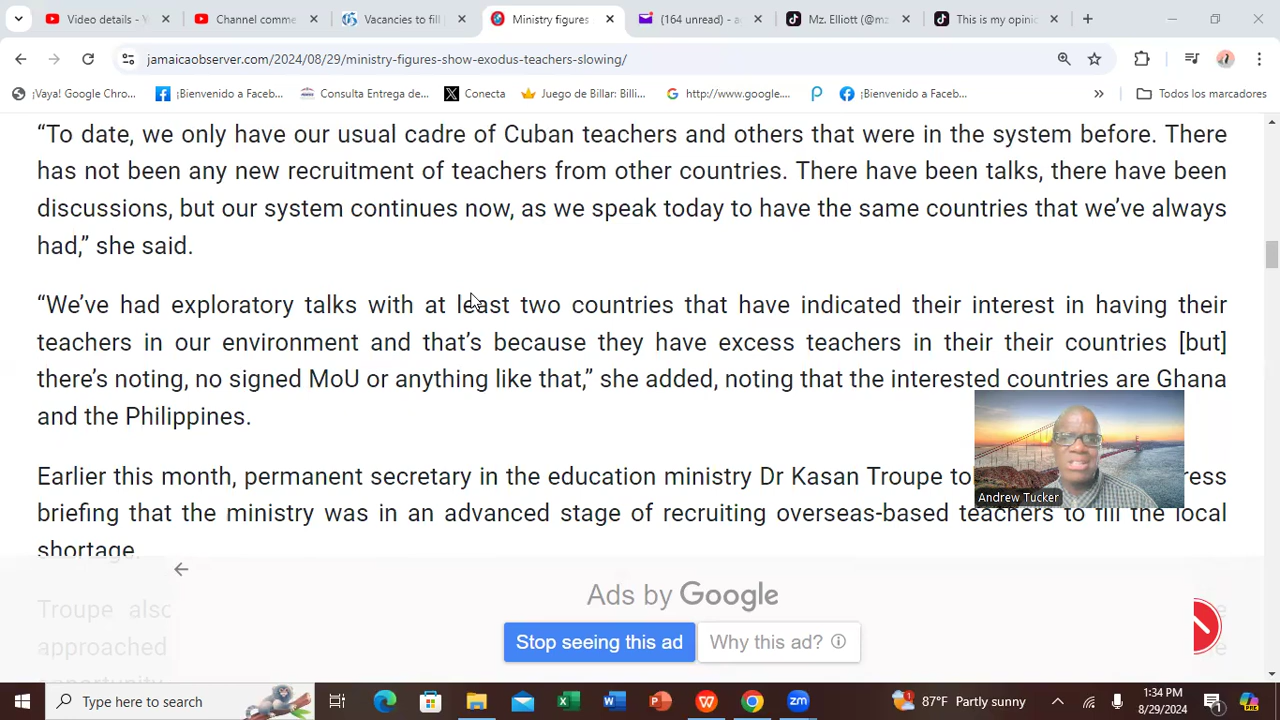 Video details - 
Channel comme
Vacancies to fill
Ministry figures
(164 unread) - a
Mz. Elliott (@mz
This is my opinic
jamaicaobserver.com/2024/08/29/ministry-figures-show-exodus-teachers-slowing/
¡Vaya! Google Chro...
¡Bienvenido a Faceb...
Consulta Entrega de...
Conecta
Juego de Billar: Billi...
http://www.google....
¡Bienvenido a Faceb...
»
Todos los marcadores
“To date, we only have our usual cadre of Cuban teachers and others that were in the system before. There
has not been any new recruitment of teachers from other countries. There have been talks, there have been
discussions, but our system continues now, as we speak today to have the same countries that we’ve always
had,” she said.
“We’ve had exploratory talks with at least two countries that have indicated their interest in having their
teachers in our environment and that’s because they have excess teachers in their their countries [but]
there’s noting, no signed MoU or anything like that,” she added, noting that the interested countries are Ghana
and the Philippines.
Earlier this month, permanent secretary in the education ministry Dr Kasan Troupe to ress
briefing that the ministry was in an advanced stage of recruiting overseas-based teachers to fill the local
shortage.
Andrew Tucker
Troupe also
approached
opportunity
Ads by Google
Stop seeing this ad
Why this ad?
Type here to search
87°F Partly sunny
1:34 PM
8/29/2024